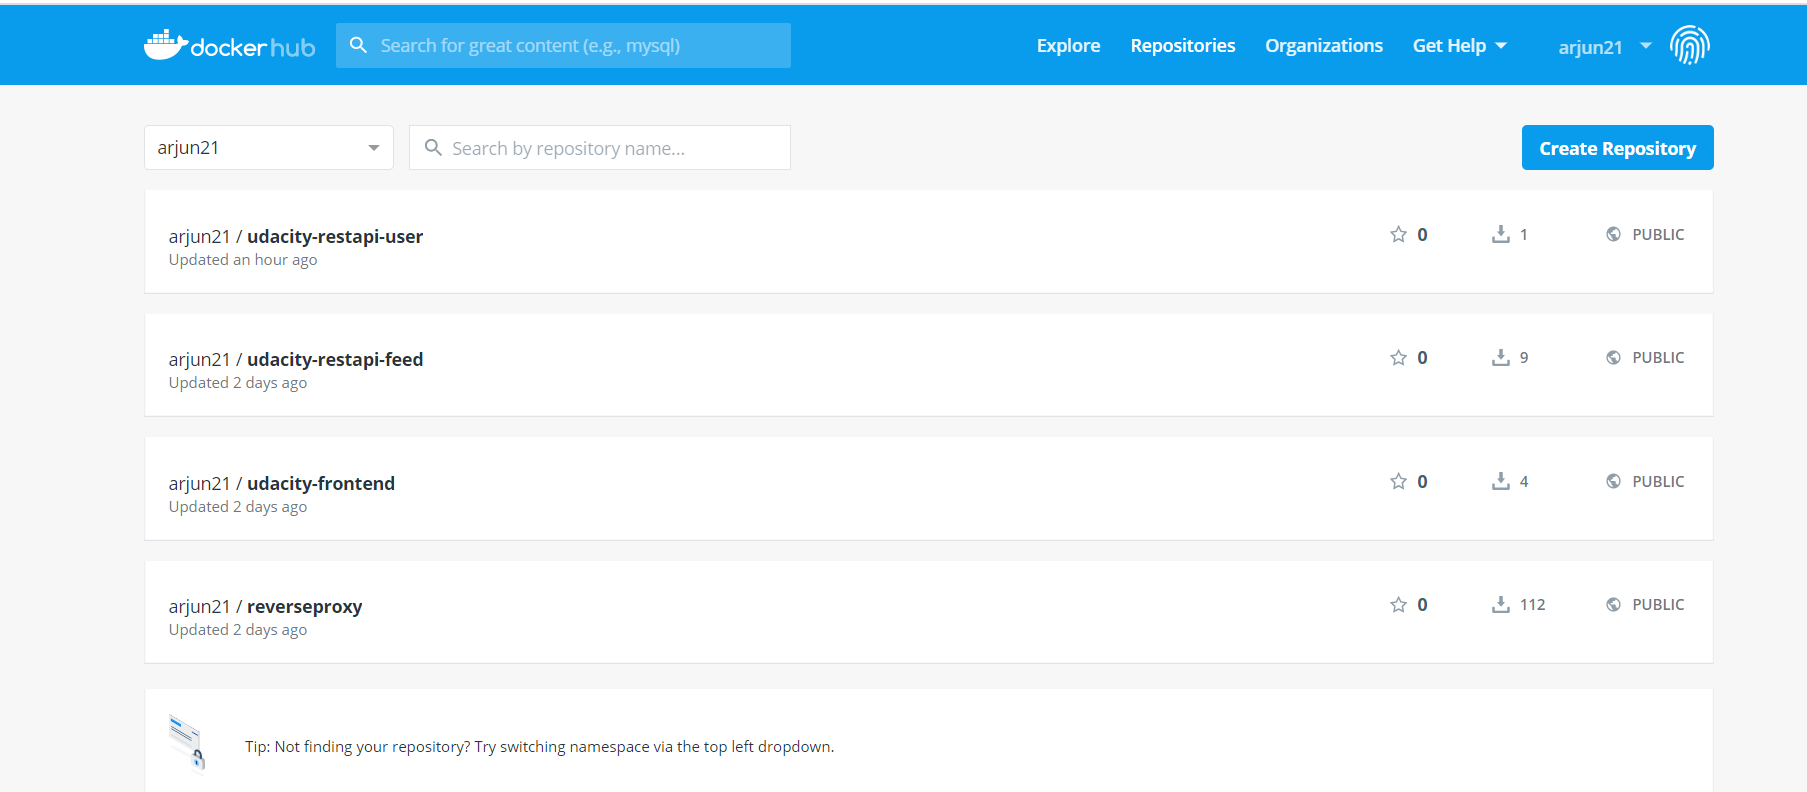 docker hub
Search for great content (e.g., mysql)
Explore
Repositories
Organizations
Get Help
arjun21
arjun21
Search by repository name...
Create Repository
arjun21 / udacity-restapi-user
0
1
PUBLIC
Updated an hour ago
arjun21 / udacity-restapi-feed
0
9
PUBLIC
Updated 2 days ago
arjun21 / udacity-frontend
0
4
PUBLIC
Updated 2 days ago
arjun21 / reverseproxy
0
112
PUBLIC
Updated 2 days ago
Tip: Not finding your repository? Try switching namespace via the top left dropdown.